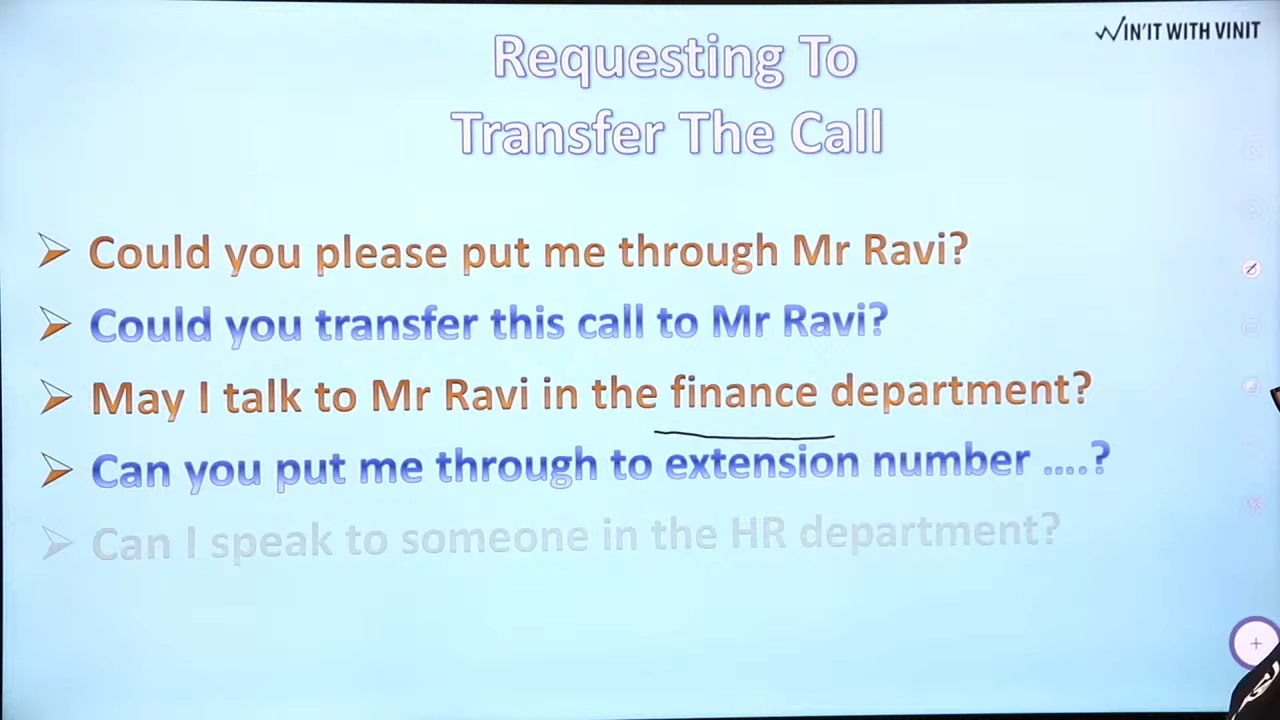 WIN'IT WITH VINIT
Requesting To
Transfer The Call
Could you please put me through Mr Ravi?
Could you transfer this call to Mr Ravi?
May I talk to Mr Ravi in the finance department?
Can you put me through to extension number ....?
Can I speak to someone in the HR department?